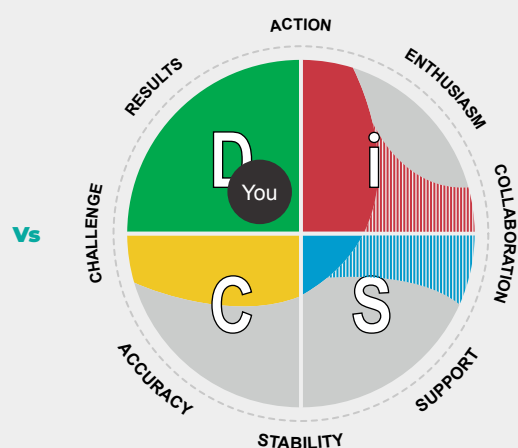 ACTION
RESULTS
ENTHUSIASM
D
i
You
CHALLENGE
COLLABORATION
Vs
C
S
ACCURACY
SUPPORT
STABILITY